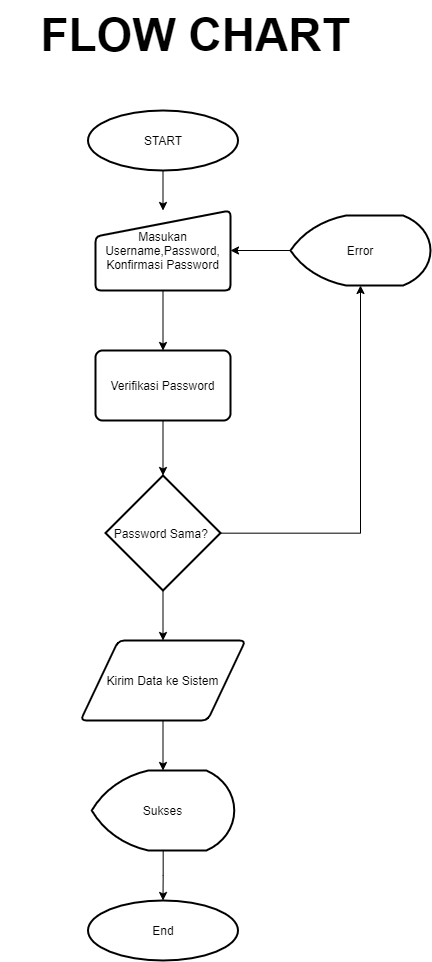 FLOW CHART
START
Masukan
Username,Password,
Konfirmasi Password
Error
Verifikasi Password
Password Sama?
Kirim Data ke Sistem
Sukses
End